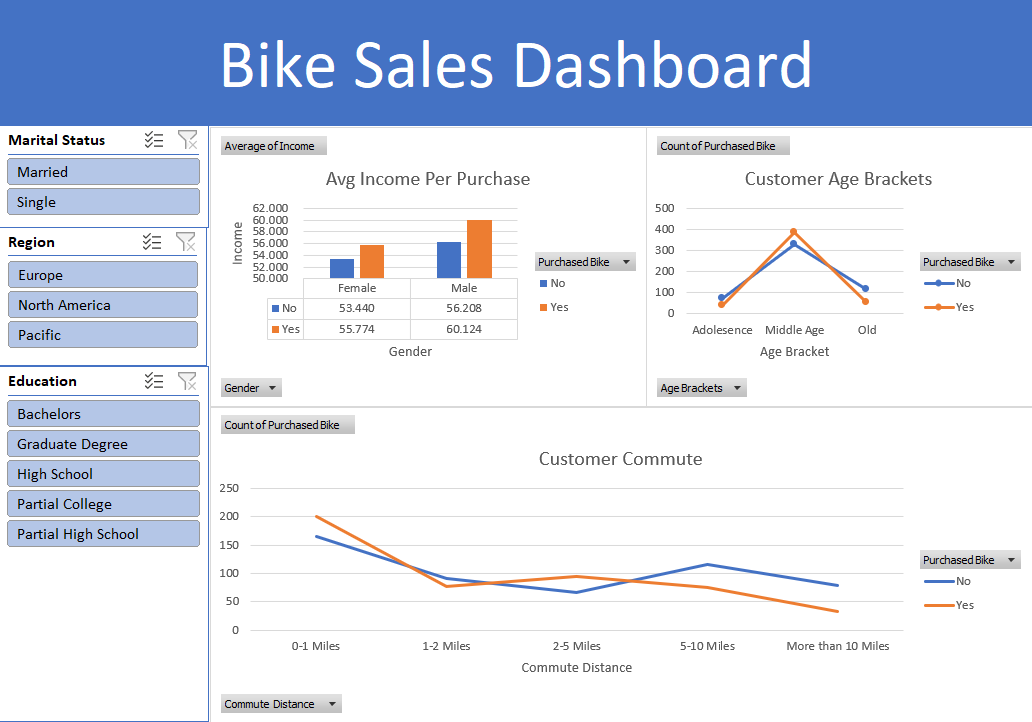 Bike Sales Dashboard
Marital Status
Married
Single
Region
Europe
North America
Pacific
Education
Bachelors
Graduate Degree
High School
Partial College
Partial High School
Average of Income
Avg Income Per Purchase
Income
62.000
60.000
58.000
56.000
54.000
52.000
50.000
Female Male
No 53.440 56.208
Yes 55.774 60.124
Gender
Purchased Bike
No
Yes
Gender
Count of Purchased Bike
Customer Age Brackets
500
400
300
200
100
0
Adolesence Middle Age Old
Age Bracket
Purchased Bike
No
Yes
Age Brackets
Count of Purchased Bike
Customer Commute
250
200
150
100
50
0
0-1 Miles 1-2 Miles 2-5 Miles 5-10 Miles More than 10 Miles
Commute Distance
Purchased Bike
No
Yes
Commute Distance